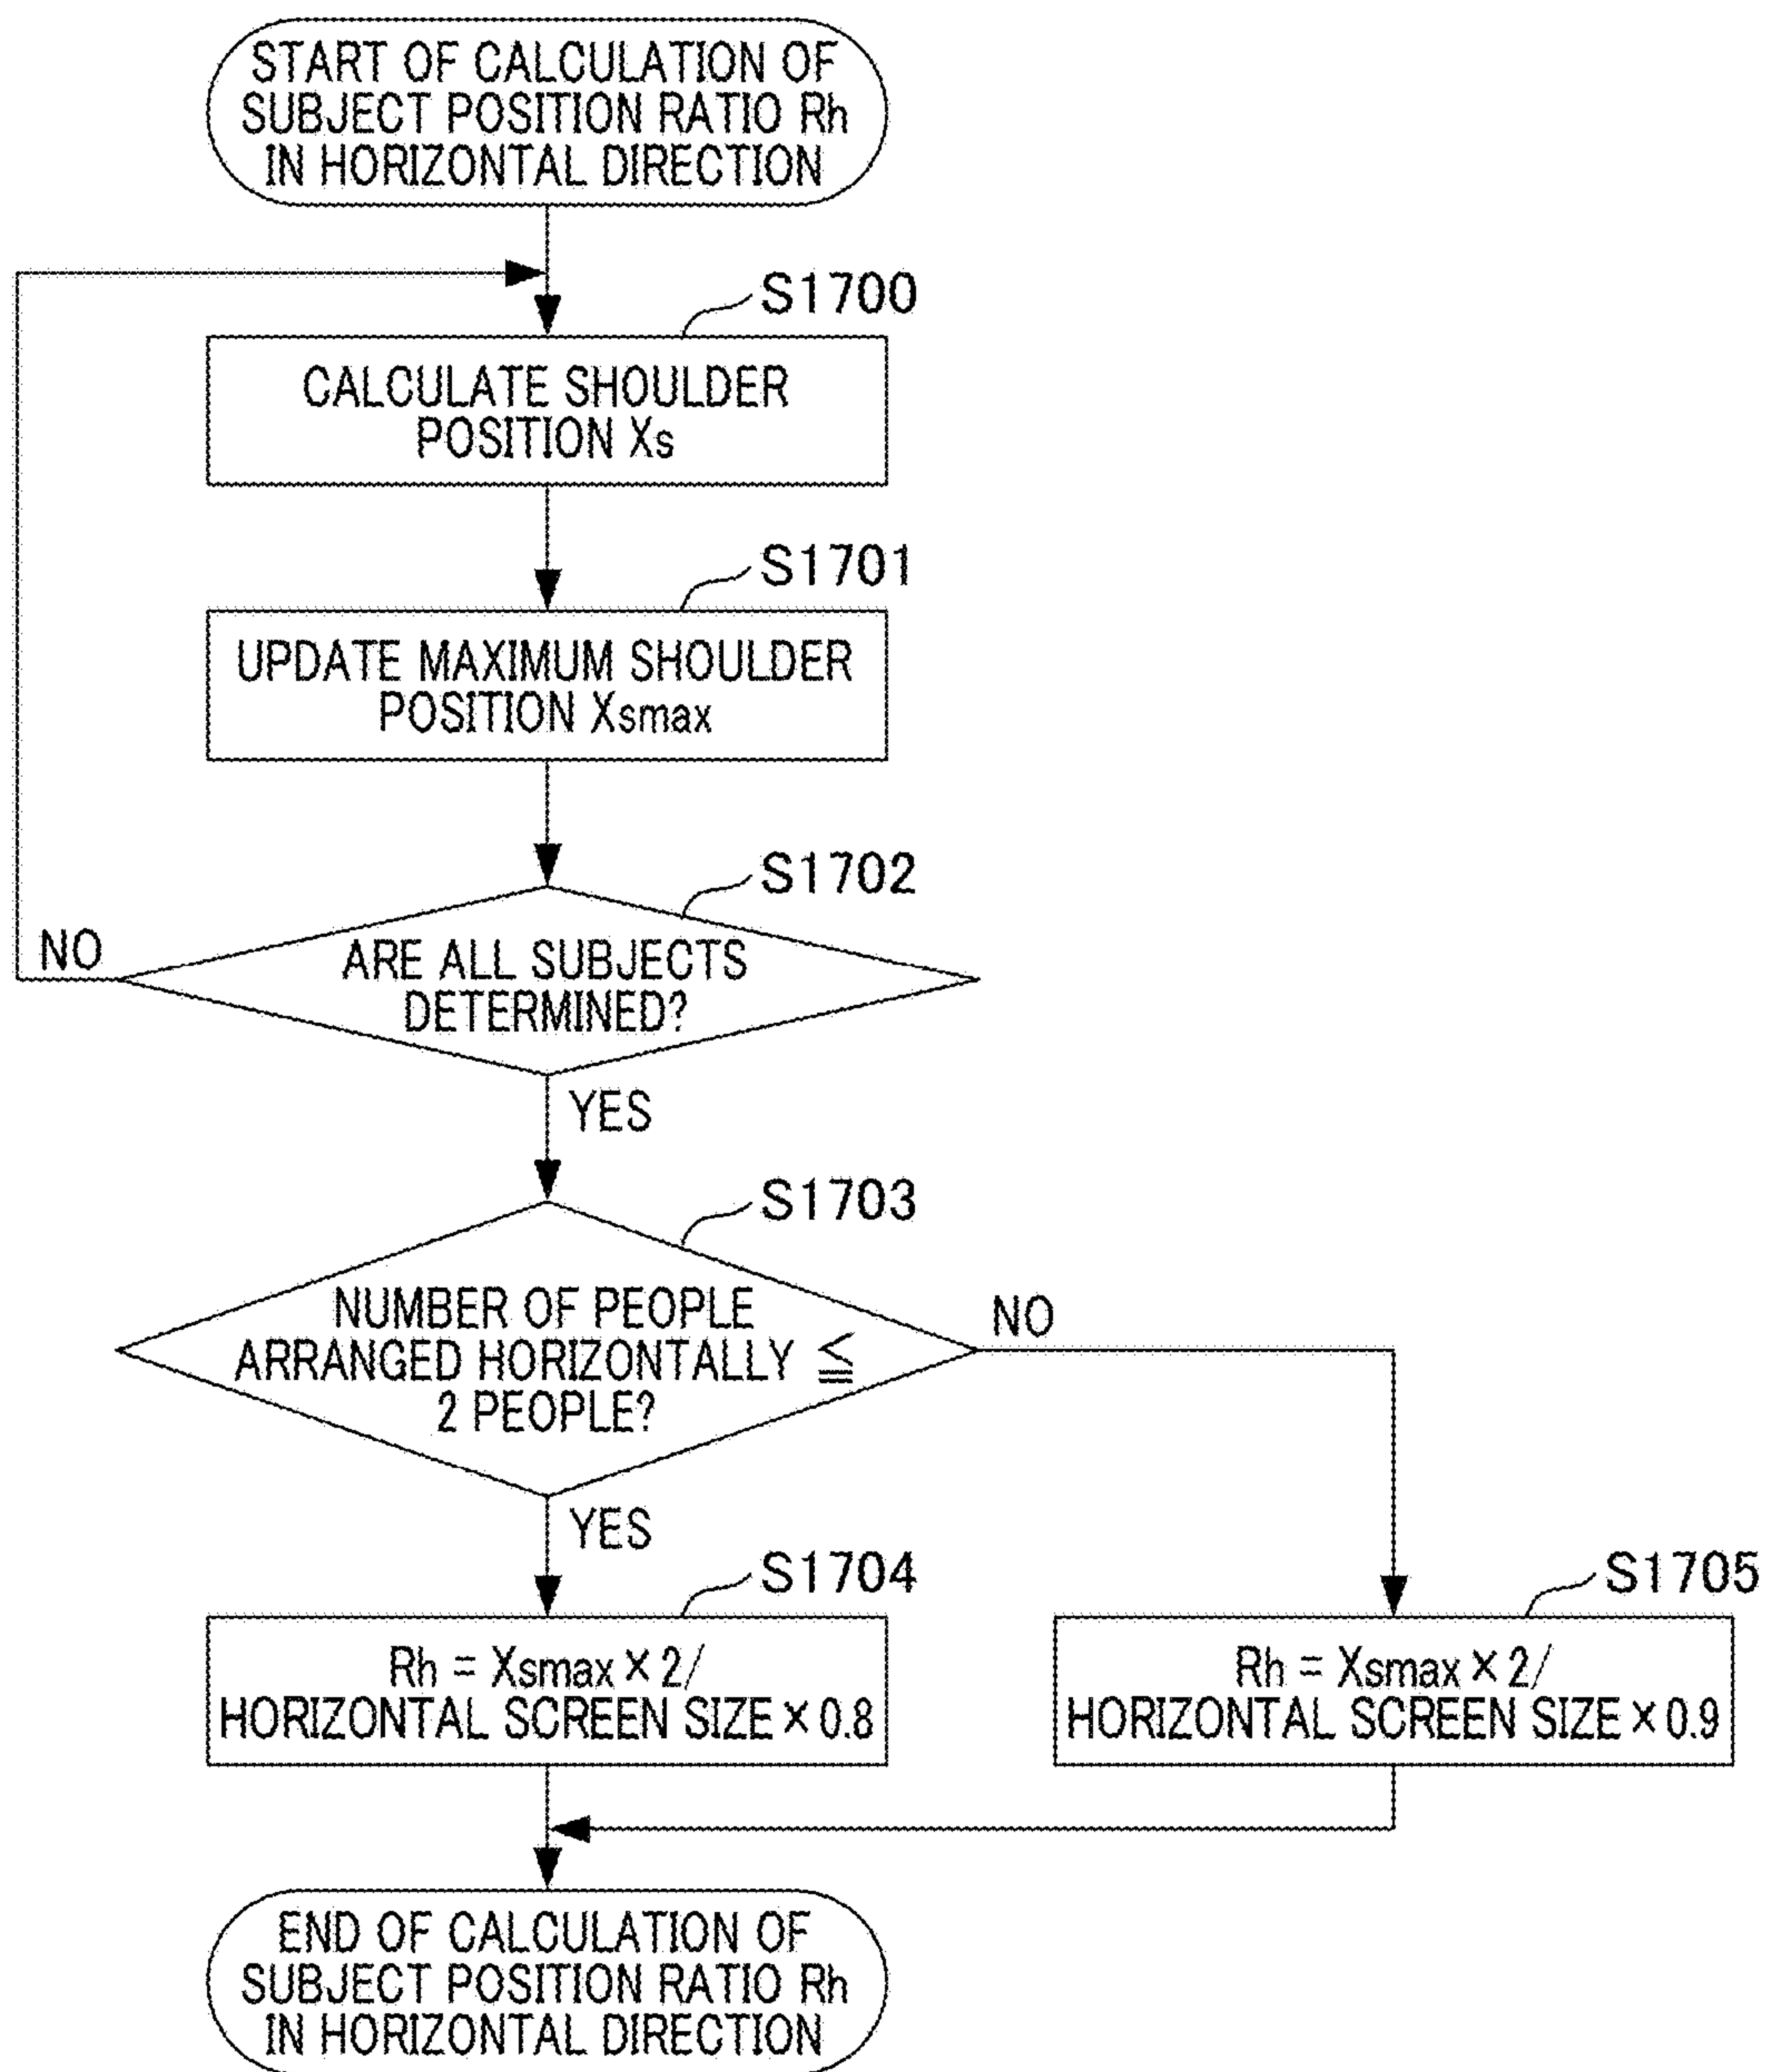 START OF CALCULATION OF
SUBJECT POSITION RATIO Rh
IN HORIZONTAL DIRECTION
S1700
CALCULATE SHOULDER
POSITION Xs
S1701
UPDATE MAXIMUM SHOULDER
POSITION Xsmax
S1702
NO
ARE ALL SUBJECTS
DETERMINED?
YES
S1703
NUMBER OF PEOPLE
ARRANGED HORIZONTALLY ≦
2 PEOPLE?
NO
YES
S1704
Rh = Xsmax × 2/
HORIZONTAL SCREEN SIZE × 0.8
S1705
Rh = Xsmax × 2/
HORIZONTAL SCREEN SIZE × 0.9
END OF CALCULATION OF
SUBJECT POSITION RATIO Rh
IN HORIZONTAL DIRECTION